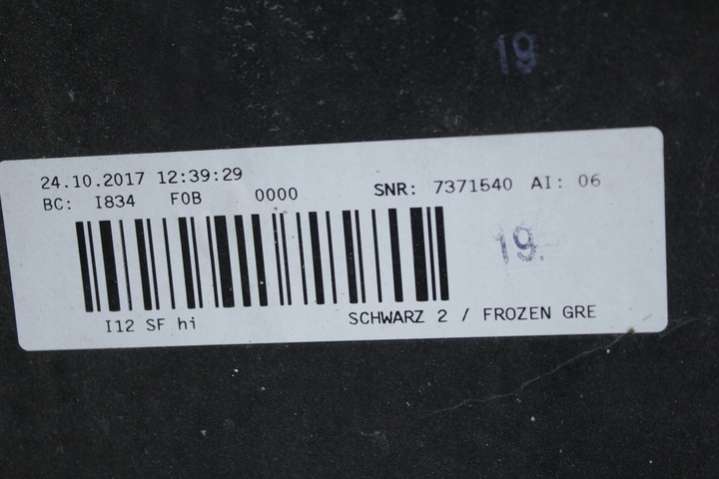 19
24.10.2017 12:39:29
BC: I834 F0B 0000 SNR: 7371540 AI: 06
19.
I12 SF hi SCHWARZ 2 / FROZEN GRE